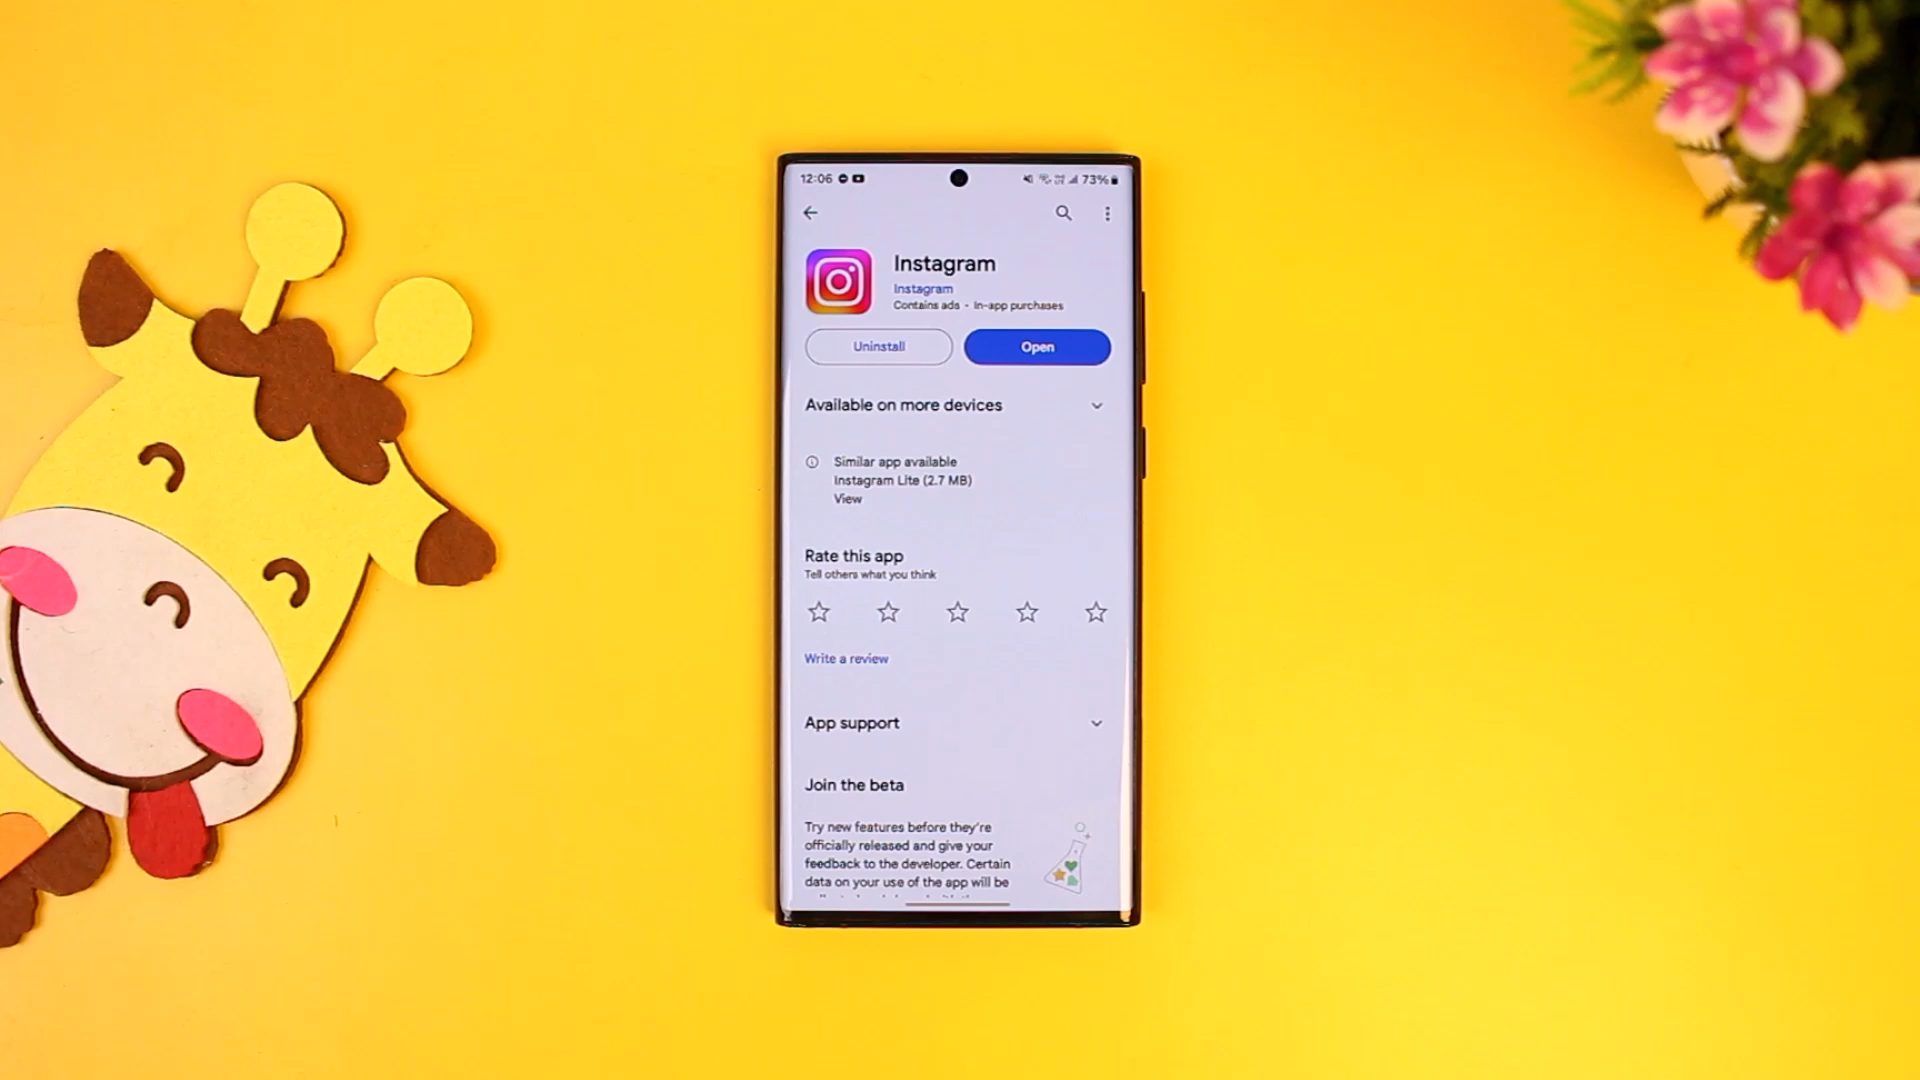 12:06
73%
Instagram
Instagram
Contains ads • In-app purchases
Uninstall
Open
Available on more devices
Similar app available
Instagram Lite (2.7 MB)
View
Rate this app
Tell others what you think
Write a review
App support
Join the beta
Try new features before they're
officially released and give your
feedback to the developer. Certain
data on your use of the app will be